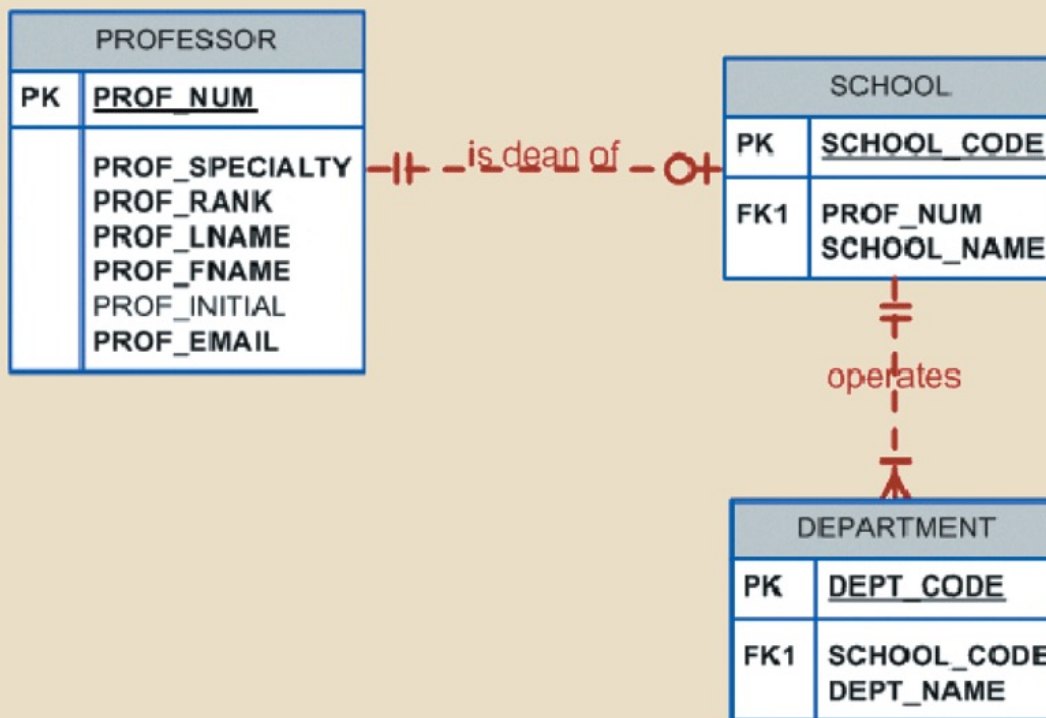 PROFESSOR
PK PROF_NUM
PROF_SPECIALTY
PROF_RANK
PROF_LNAME
PROF_FNAME
PROF_INITIAL
PROF_EMAIL
is dean of
SCHOOL
PK SCHOOL_CODE
FK1 PROF_NUM
SCHOOL_NAME
operates
DEPARTMENT
PK DEPT_CODE
FK1 SCHOOL_CODE
DEPT_NAME